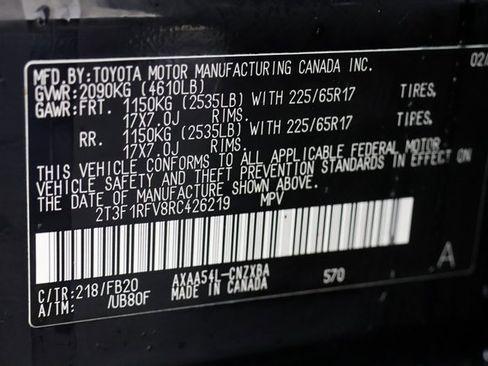 MFD.BY:TOYOTA MOTOR MANUFACTURING CANADA INC. 02/
GVWR:2090KG (4610LB)
GAWR:FRT. 1150KG (2535LB) WITH 225/65R17 TIRES,
17X7.0J RIMS.
RR. 1150KG (2535LB) WITH 225/65R17 TIRES,
17X7.0J RIMS.
THIS VEHICLE CONFORMS TO ALL APPLICABLE FEDERAL MOTOR
VEHICLE SAFETY AND THEFT PREVENTION STANDARDS IN EFFECT ON
THE DATE OF MANUFACTURE SHOWN ABOVE.
2T3F1RFV8RC426219 MPV
C/TR:218/FB20 AXAA54L-CNZXBA 570 A
A/TM: /UB80F MADE IN CANADA